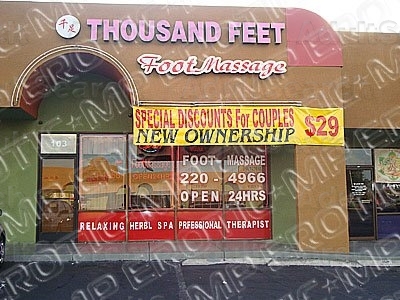 千足
THOUSAND FEET
Foot Massage
SPECIAL DISCOUNTS For COUPLES
NEW OWNERSHIP $29
103
FOOT MASSAGE
220-4966
OPEN 24HRS
RELAXING HERBL SPA PRFESSIONAL THERAPIST